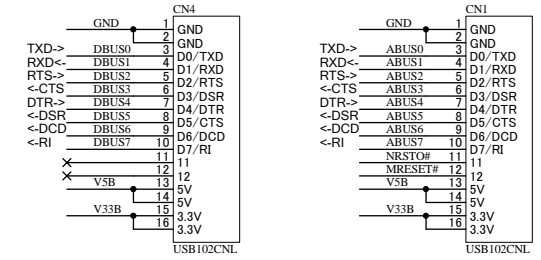 CN4
GND 1 GND
2 GND
TXD-> DBUS0 3 D0/TXD
RXD<- DBUS1 4 D1/RXD
RTS-> DBUS2 5 D2/RTS
<-CTS DBUS3 6 D3/DSR
DTR-> DBUS4 7 D4/DTR
<-DSR DBUS5 8 D5/CTS
<-DCD DBUS6 9 D6/DCD
<-RI DBUS7 10 D7/RI
11 11
12 12
V5B 13 5V
14 5V
V33B 15 3.3V
16 3.3V
USB102CNL
CN1
GND 1 GND
2 GND
TXD-> ABUS0 3 D0/TXD
RXD<- ABUS1 4 D1/RXD
RTS-> ABUS2 5 D2/RTS
<-CTS ABUS3 6 D3/DSR
DTR-> ABUS4 7 D4/DTR
<-DSR ABUS5 8 D5/CTS
<-DCD ABUS6 9 D6/DCD
<-RI ABUS7 10 D7/RI
NRSTO# 11 11
MRESET# 12 12
V5B 13 5V
14 5V
V33B 15 3.3V
16 3.3V
USB102CNL